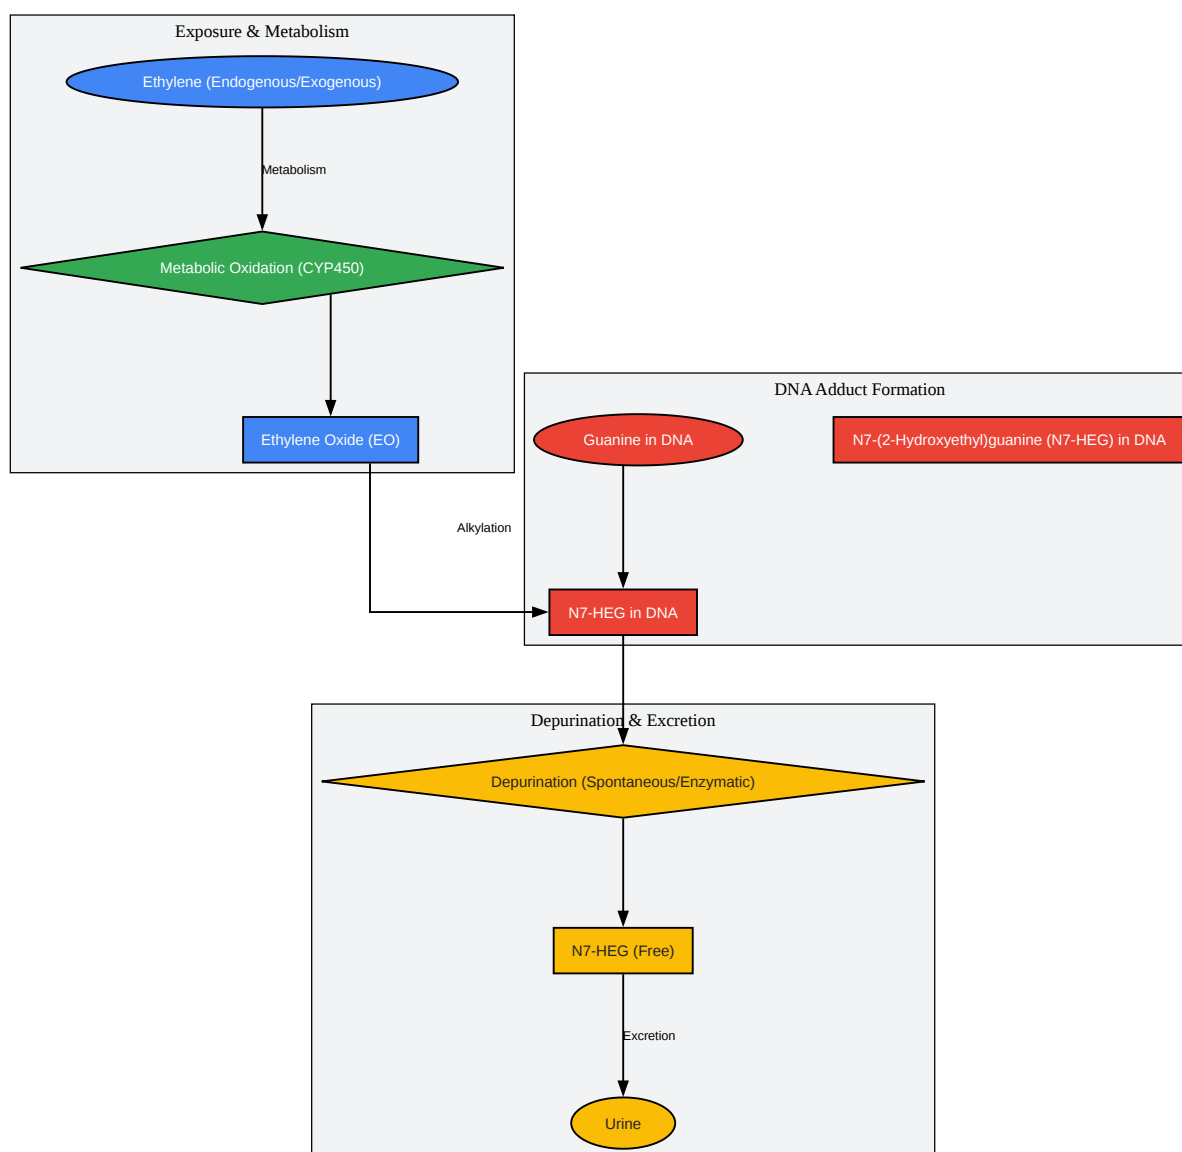 Exposure & Metabolism
Ethylene (Endogenous/Exogenous)
Metabolism
Metabolic Oxidation (CYP450)
Ethylene Oxide (EO)
DNA Adduct Formation
Guanine in DNA
N7-(2-Hydroxyethyl)guanine (N7-HEG) in DNA
Alkylation
N7-HEG in DNA
Depurination & Excretion
Depurination (Spontaneous/Enzymatic)
N7-HEG (Free)
Excretion
Urine